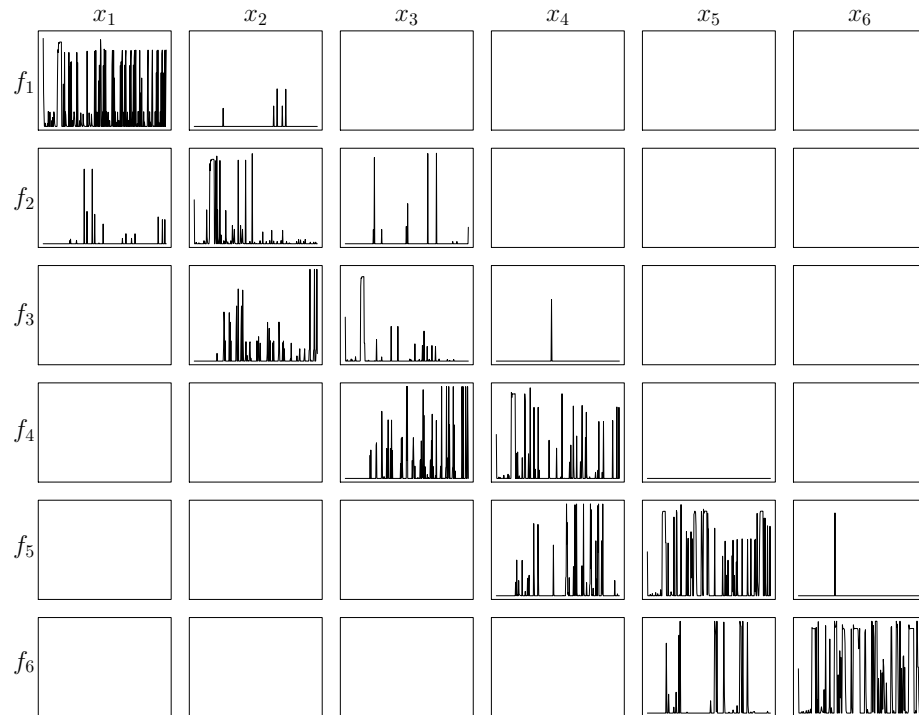 x₁ x₂ x₃ x₄ x₅ x₆
f₁
f₂
f₃
f₄
f₅
f₆